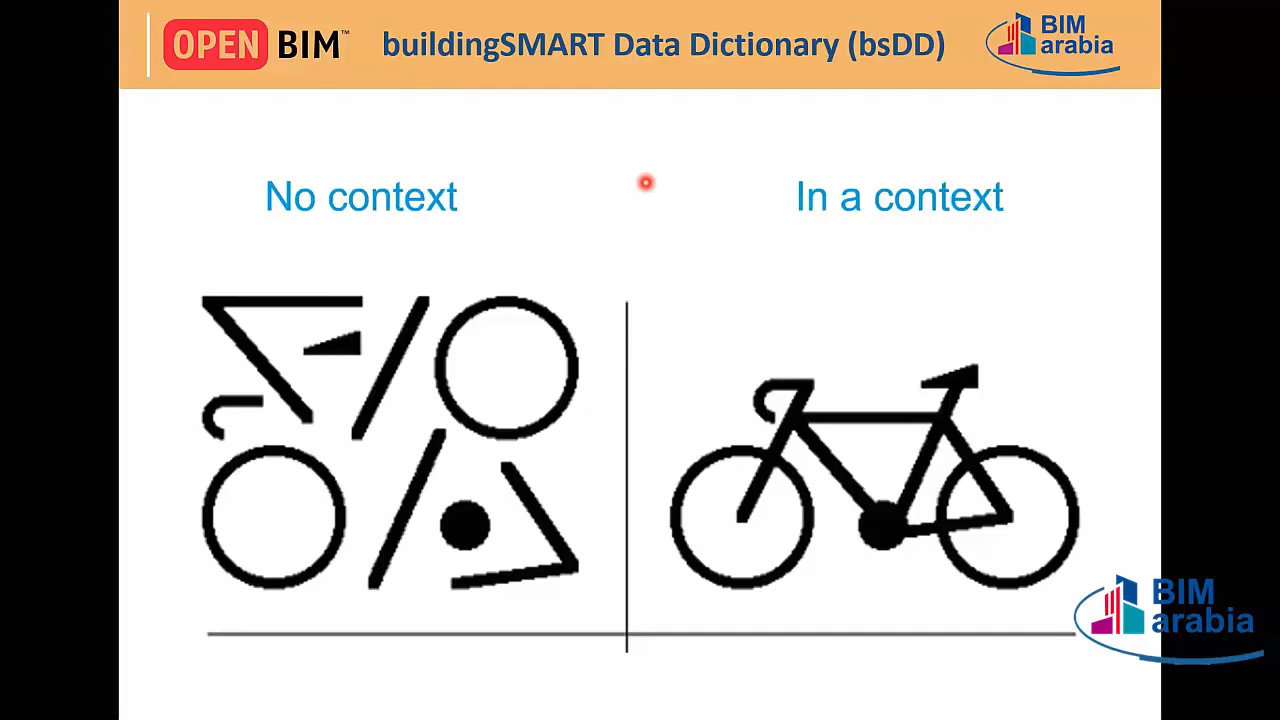 OPEN BIM™ buildingSMART Data Dictionary (bsDD)
BIM
arabia
No context
In a context
BIM
arabia